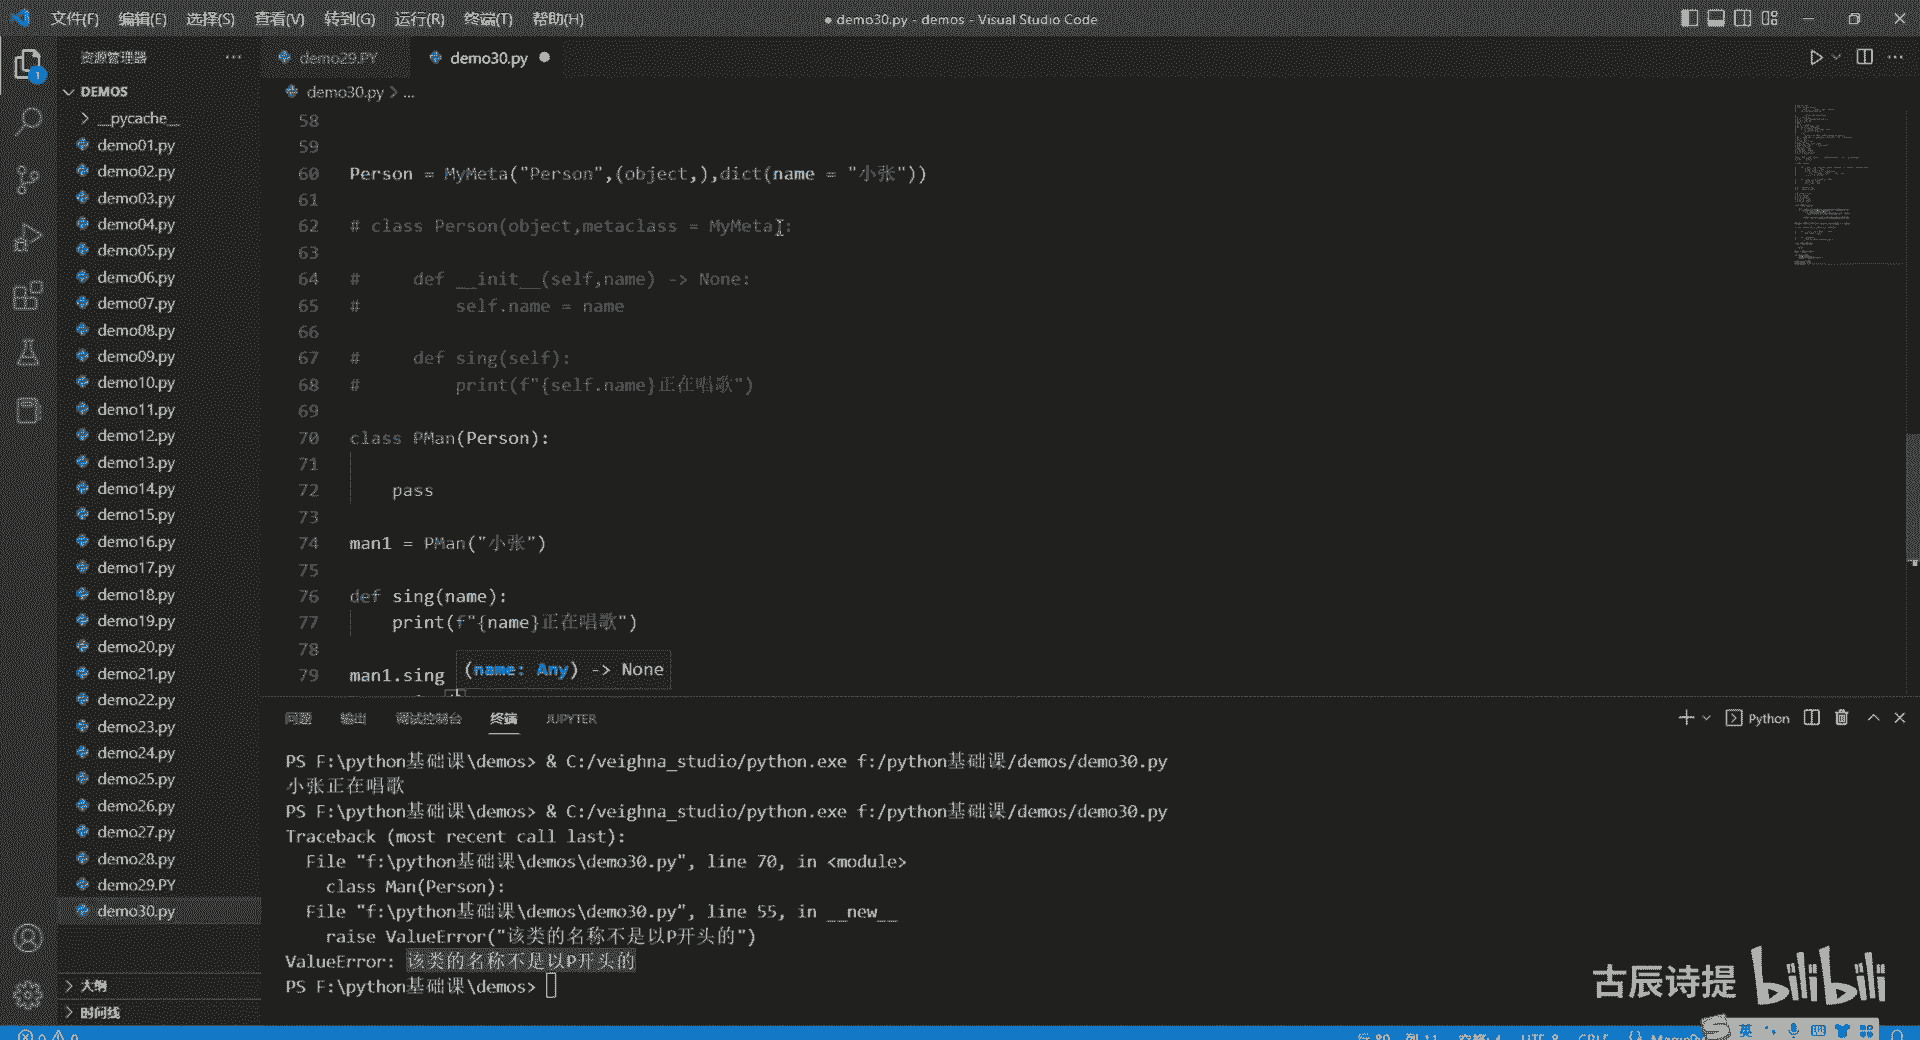 文件(F) 编辑(E) 选择(S) 查看(V) 转到(G) 运行(R) 终端(T) 帮助(H)
● demo30.py - demos - Visual Studio Code
资源管理器
demo29.PY
demo30.py ●
demo30.py > ...
1
DEMOS
__pycache__
demo01.py
demo02.py
demo03.py
demo04.py
demo05.py
demo06.py
demo07.py
demo08.py
demo09.py
demo10.py
demo11.py
demo12.py
demo13.py
demo14.py
demo15.py
demo16.py
demo17.py
demo18.py
demo19.py
demo20.py
demo21.py
demo22.py
demo23.py
demo24.py
demo25.py
demo26.py
demo27.py
demo28.py
demo29.PY
demo30.py
大纲
时间线
58
59
60 Person = MyMeta("Person",(object,),dict(name = "小张"))
61
62 # class Person(object,metaclass = MyMeta):
63
64 #     def __init__(self,name) -> None:
65 #         self.name = name
66
67 #     def sing(self):
68 #         print(f"{self.name}正在唱歌")
69
70 class PMan(Person):
71
72     pass
73
74 man1 = PMan("小张")
75
76 def sing(name):
77     print(f"{name}正在唱歌")
78
(name: Any) -> None
79 man1.sing
问题 输出 调试控制台 终端 JUPYTER
Python
PS F:\python基础课\demos> & C:/veighna_studio/python.exe f:/python基础课/demos/demo30.py
小张正在唱歌
PS F:\python基础课\demos> & C:/veighna_studio/python.exe f:/python基础课/demos/demo30.py
Traceback (most recent call last):
  File "f:\python基础课\demos\demo30.py", line 70, in <module>
    class Man(Person):
  File "f:\python基础课\demos\demo30.py", line 55, in __new__
    raise ValueError("该类的名称不是以P开头的")
ValueError: 该类的名称不是以P开头的
PS F:\python基础课\demos>
古辰诗提 bilibili
英